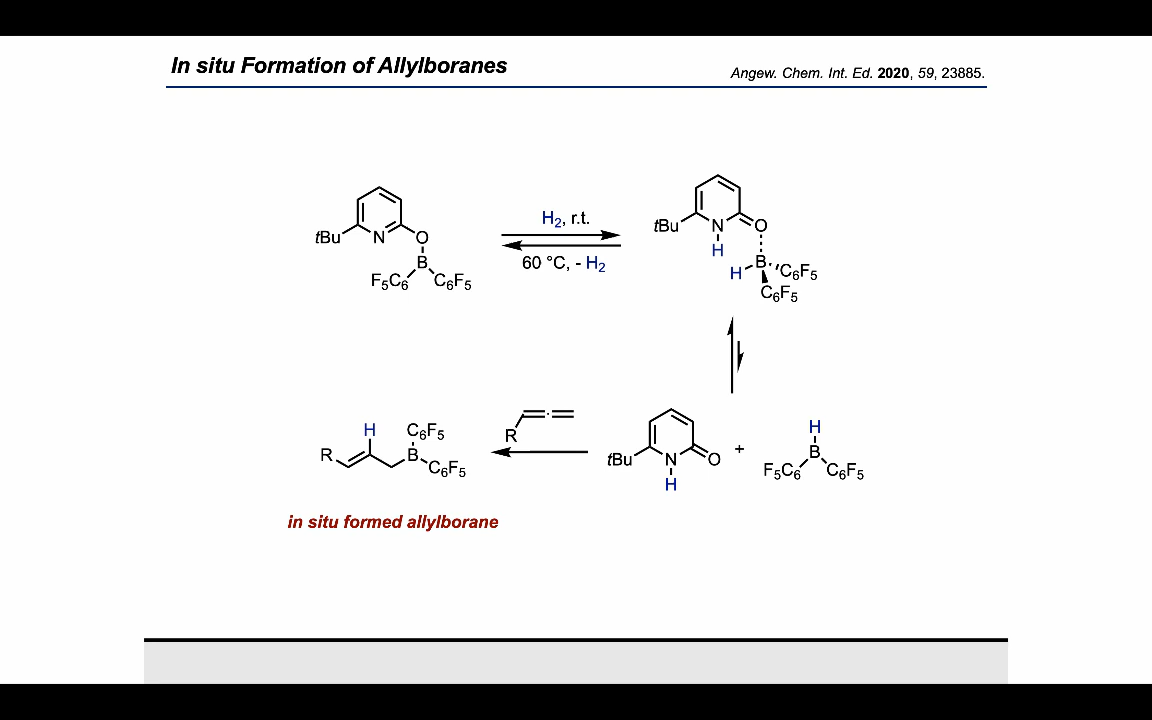 In situ Formation of Allylboranes
Angew. Chem. Int. Ed. 2020, 59, 23885.
tBu N O
B
F5C6 C6F5
H2, r.t.
60 °C, - H2
tBu N O
H
H B C6F5
C6F5
R H B C6F5
C6F5
R
tBu N O
H
+
H
B
F5C6 C6F5
in situ formed allylborane